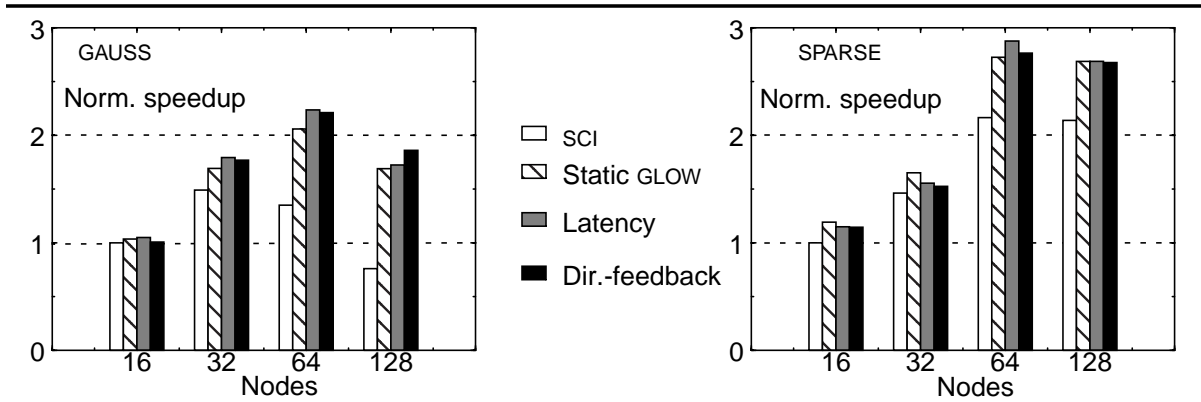 3
GAUSS
Norm. speedup
2
1
0
16 32 64 128
Nodes
SCI
Static GLOW
Latency
Dir.-feedback
3
SPARSE
Norm. speedup
2
1
0
16 32 64 128
Nodes